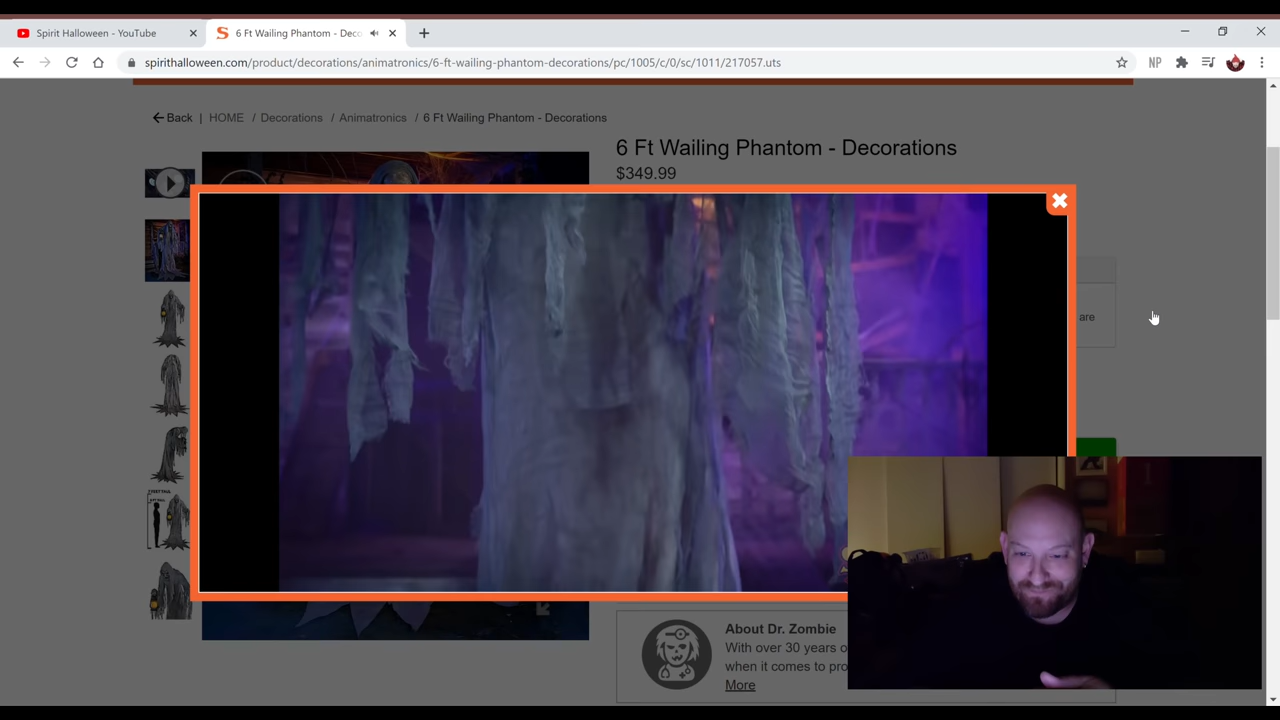 Spirit Halloween - YouTube
6 Ft Wailing Phantom - Deco
spirithalloween.com/product/decorations/animatronics/6-ft-wailing-phantom-decorations/pc/1005/c/0/sc/1011/217057.uts
NP
Back | HOME / Decorations / Animatronics / 6 Ft Wailing Phantom - Decorations
6 Ft Wailing Phantom - Decorations
$349.99
are
About Dr. Zombie
With over 30 years o
when it comes to pro
More